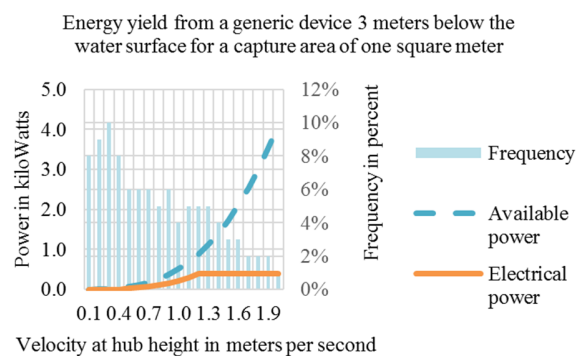 Energy yield from a generic device 3 meters below the
water surface for a capture area of one square meter
5.0
4.0
3.0
2.0
1.0
0.0
Power in kiloWatts
12%
10%
8%
6%
4%
2%
0%
Frequency in percent
Frequency
Available
power
Electrical
power
0.1 0.4 0.7 1.0 1.3 1.6 1.9
Velocity at hub height in meters per second